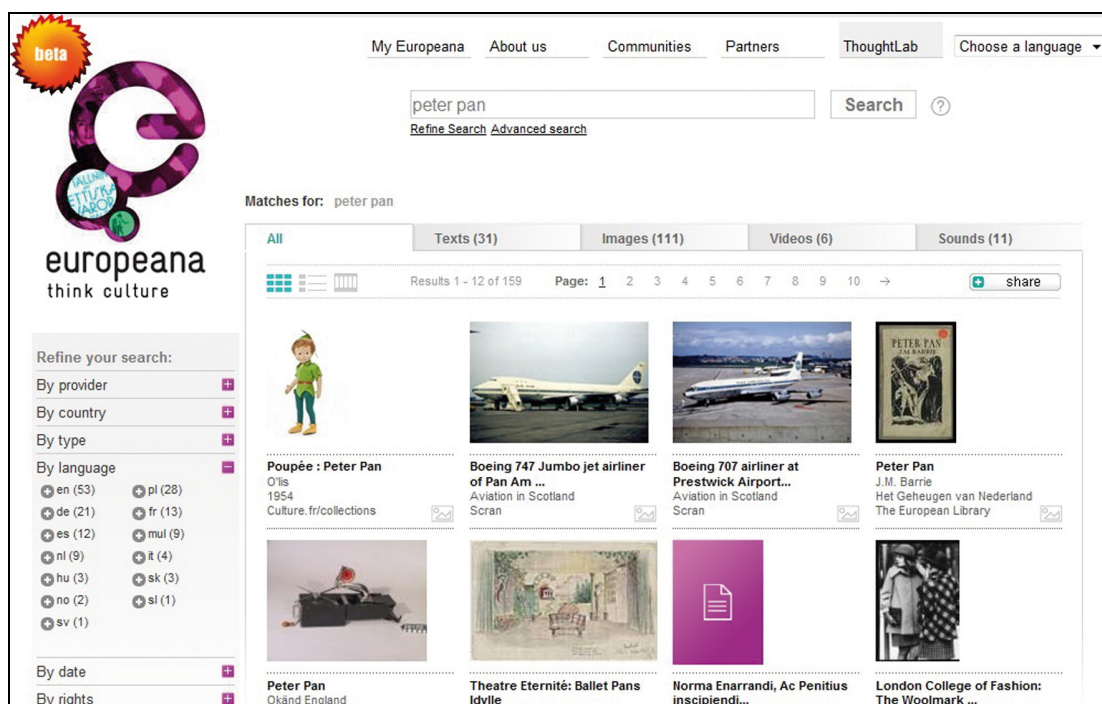 beta
My Europeana About us Communities Partners ThoughtLab Choose a language
peter pan Search ?
Refine Search Advanced search
Matches for: peter pan
europeana
think culture
All Texts (31) Images (111) Videos (6) Sounds (11)
Results 1 - 12 of 159 Page: 1 2 3 4 5 6 7 8 9 10 → share
Refine your search:
By provider
By country
By type
By language
en (53) pl (28)
de (21) fr (13)
es (12) mul (9)
nl (9) it (4)
hu (3) sk (3)
no (2) sl (1)
sv (1)
By date
By rights
PETER PAN
J.M. BARRIE
Poupée : Peter Pan
O'lis
1954
Culture.fr/collections
Boeing 747 Jumbo jet airliner
of Pan Am ...
Aviation in Scotland
Scran
Boeing 707 airliner at
Prestwick Airport...
Aviation in Scotland
Scran
Peter Pan
J.M. Barrie
Het Geheugen van Nederland
The European Library
Peter Pan
Okänd England
Theatre Eternité: Ballet Pans
Idylle
Norma Enarrandi, Ac Penitius
inscipiendi...
London College of Fashion:
The Woolmark ...